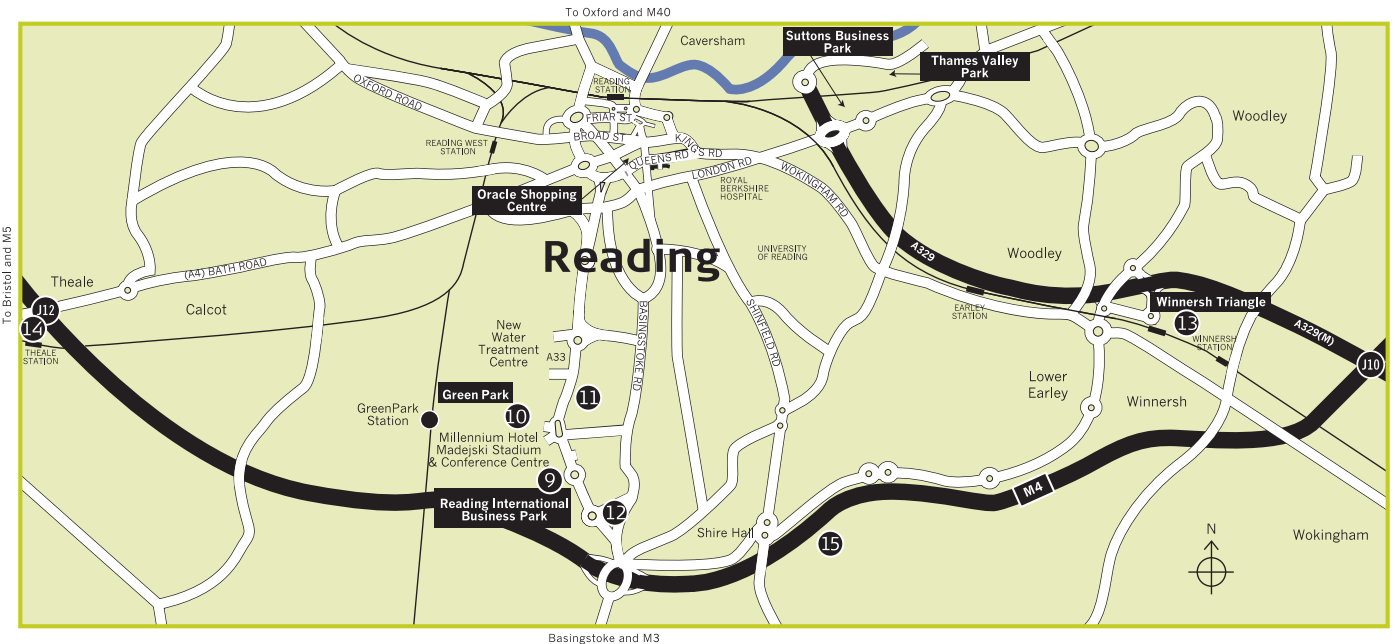 To Oxford and M40
Caversham
Suttons Business
Park
Thames Valley
Park
OXFORD ROAD
READING
STATION
FRIAR ST
BROAD ST
KING'S RD
QUEENS RD
LONDON RD
WOKINGHAM RD
Woodley
READING WEST
STATION
ROYAL
BERKSHIRE
HOSPITAL
Oracle Shopping
Centre
Reading
UNIVERSITY
OF READING
A329
Woodley
To Bristol and M5
Theale
(A4) BATH ROAD
Calcot
J12
14
THEALE
STATION
New
Water
Treatment
Centre
A33
BASINGSTOKE RD
SHINFIELD RD
EARLEY
STATION
Winnersh Triangle
13
WINNERSH
STATION
A329(M)
J10
Green Park
GreenPark
Station
10
11
Millennium Hotel
Madejski Stadium
& Conference Centre
9
Lower
Earley
Winnersh
Reading International
Business Park
12
M4
Shire Hall
15
N
Wokingham
Basingstoke and M3